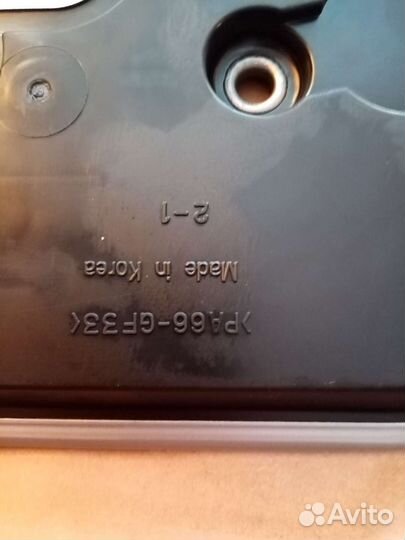 >PA66-GF33<
Made in Korea
2-1
Avito